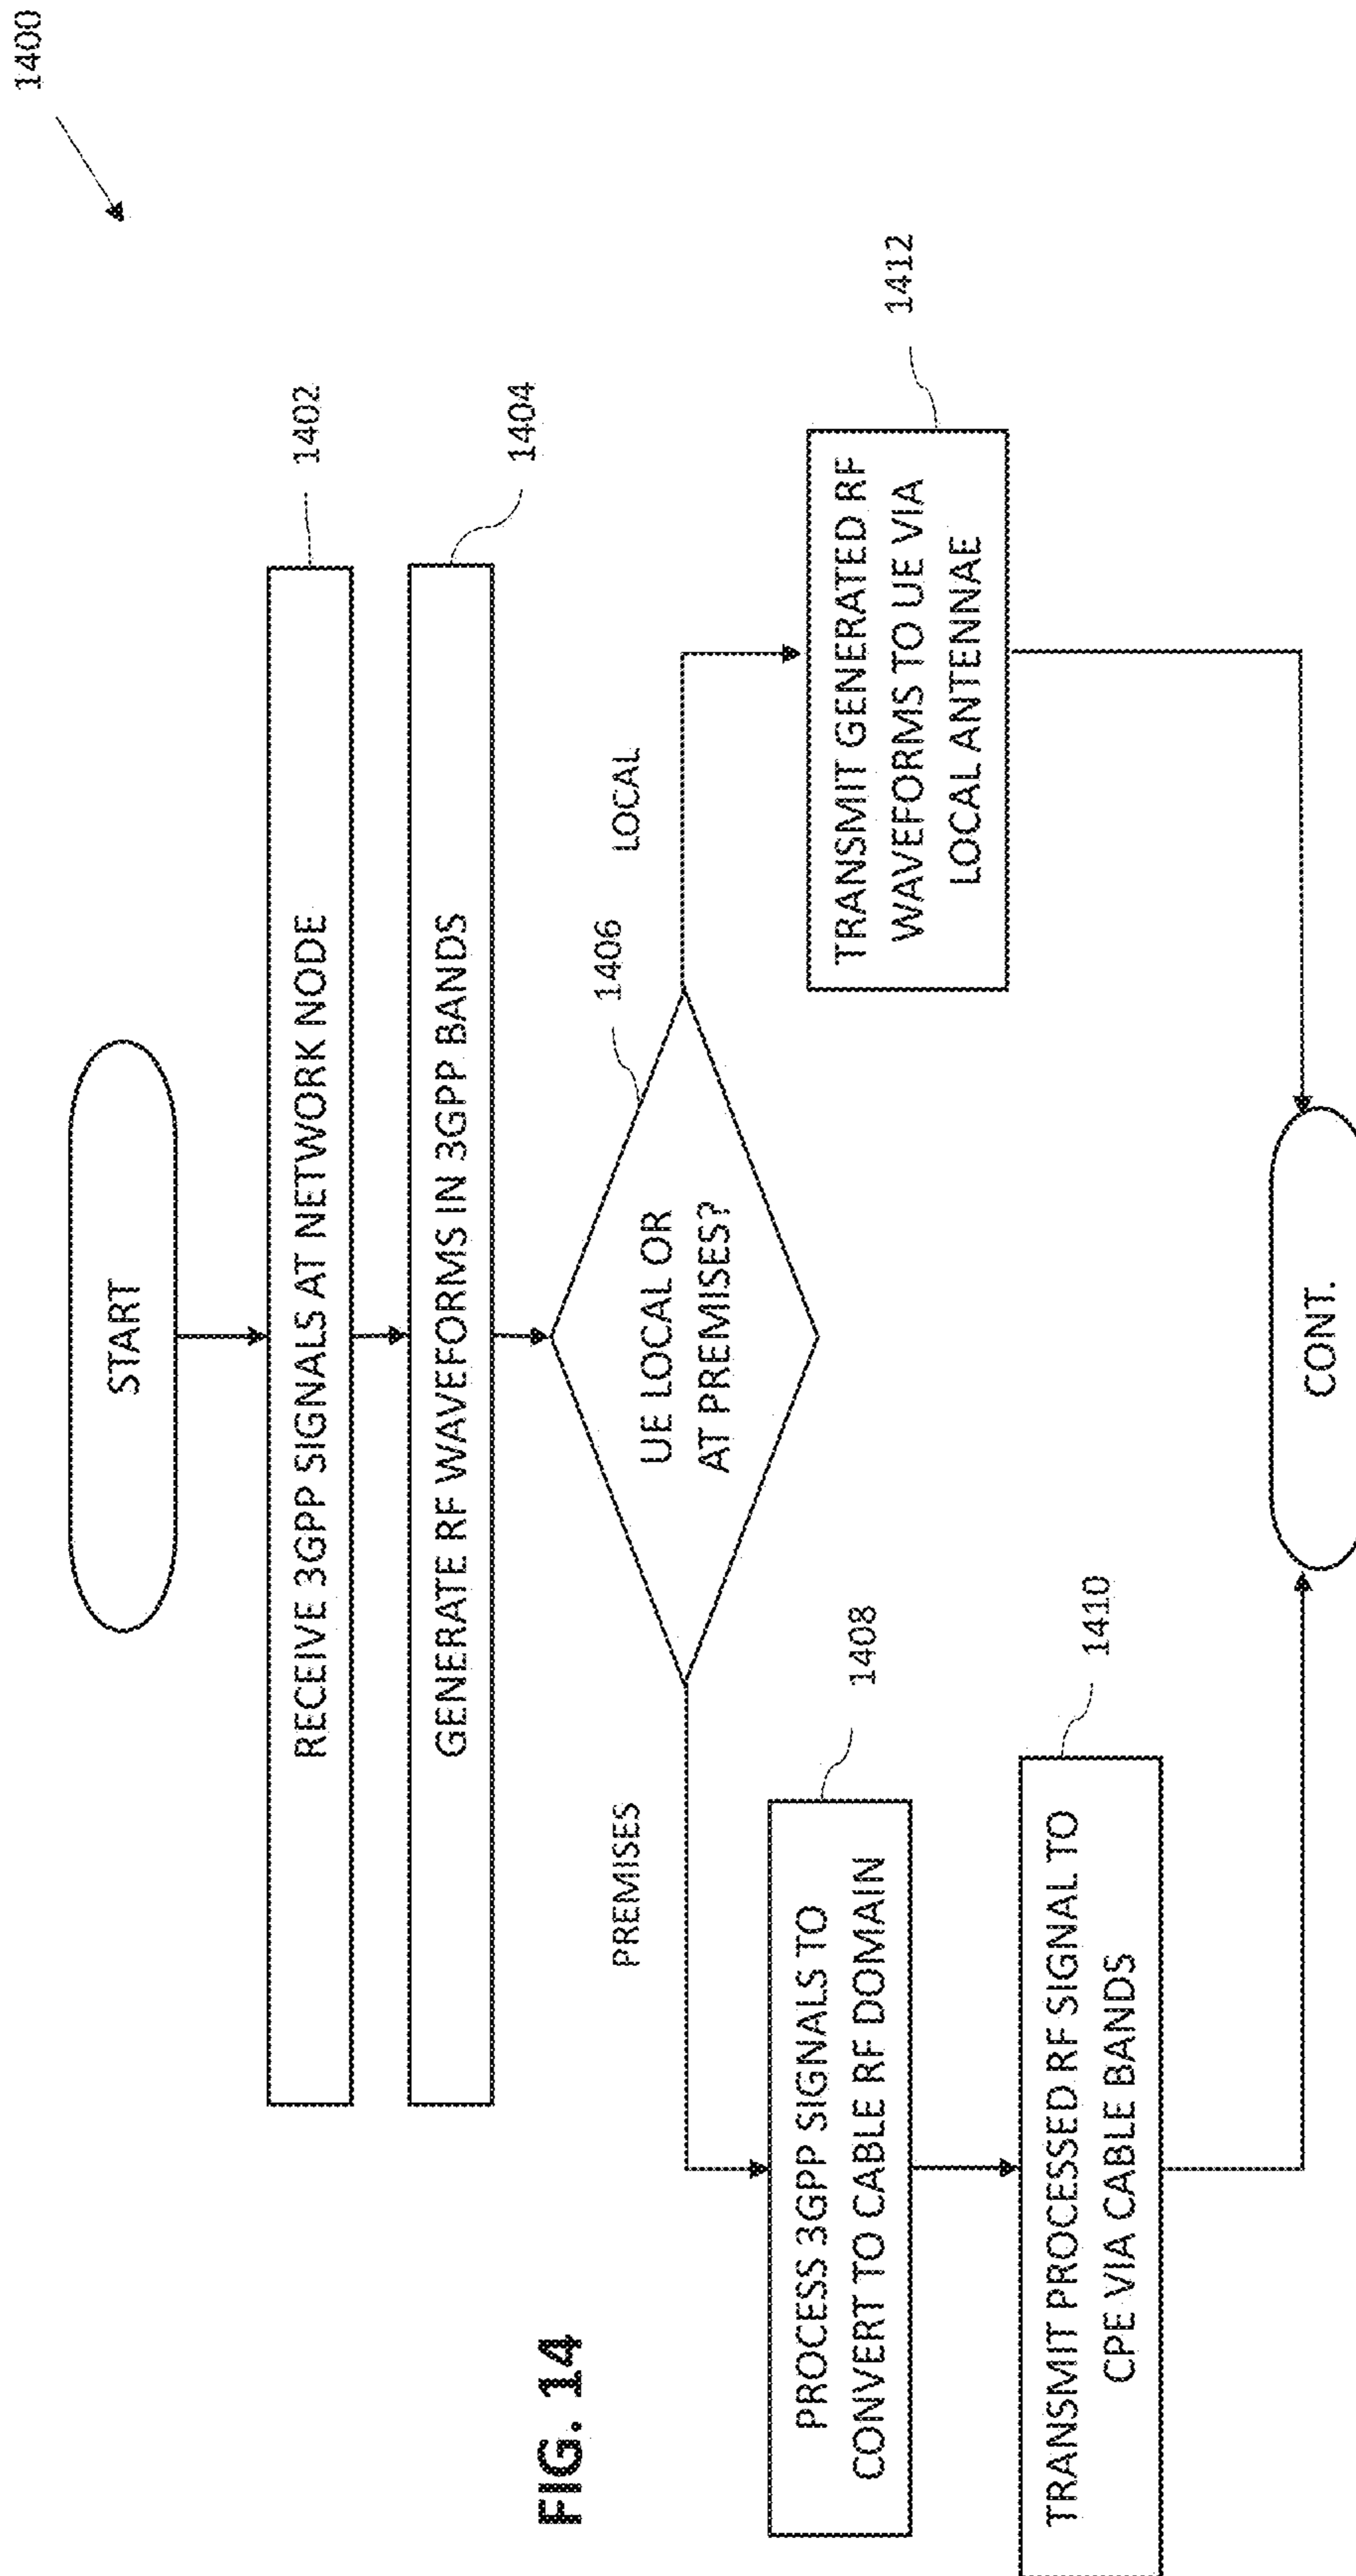 1400
START
RECEIVE 3GPP SIGNALS AT NETWORK NODE
1402
GENERATE RF WAVEFORMS IN 3GPP BANDS
1404
UE LOCAL OR
AT PREMISES?
1406
PREMISES
LOCAL
PROCESS 3GPP SIGNALS TO
CONVERT TO CABLE RF DOMAIN
1408
TRANSMIT GENERATED RF
WAVEFORMS TO UE VIA
LOCAL ANTENNAE
1412
TRANSMIT PROCESSED RF SIGNAL TO
CPE VIA CABLE BANDS
1410
CONT.
FIG. 14